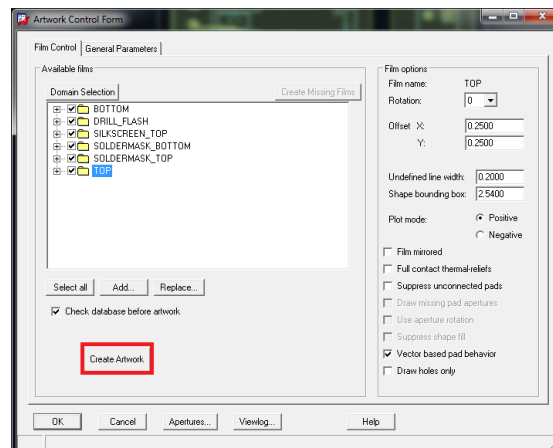 Artwork Control Form
Film Control General Parameters
Available films
Domain Selection Create Missing Films
BOTTOM
DRILL_FLASH
SILKSCREEN_TOP
SOLDERMASK_BOTTOM
SOLDERMASK_TOP
TOP
Select all Add... Replace...
Check database before artwork
Create Artwork
Film options
Film name: TOP
Rotation: 0
Offset X: 0.2500
Y: 0.2500
Undefined line width: 0.2000
Shape bounding box: 2.5400
Plot mode: Positive
Negative
Film mirrored
Full contact thermal-reliefs
Suppress unconnected pads
Draw missing pad apertures
Use aperture rotation
Suppress shape fill
Vector based pad behavior
Draw holes only
OK Cancel Apertures... Viewlog... Help